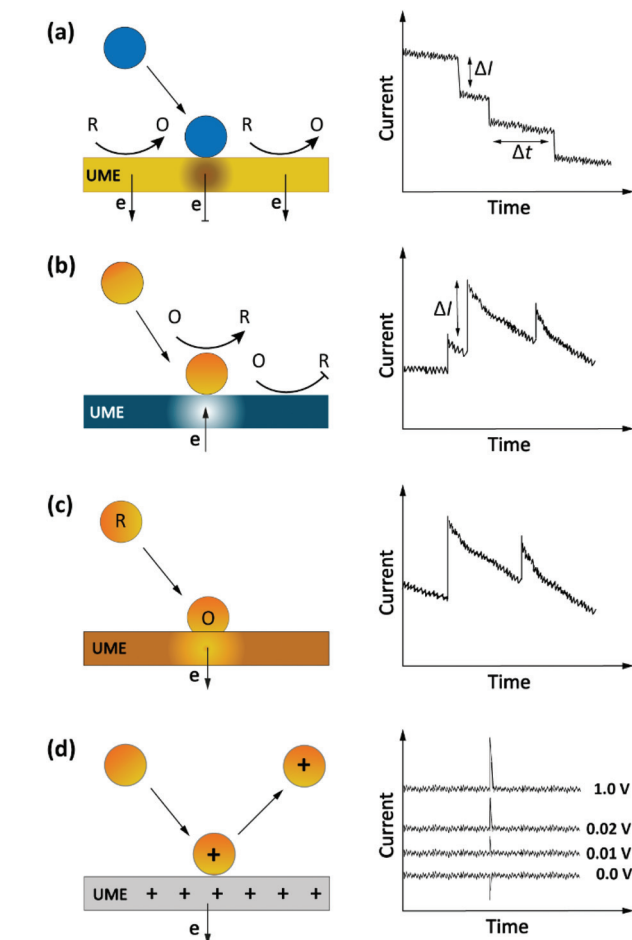 (a)
R O R O
UME
e e e
Current
ΔI
Δt
Time
(b)
O R
O R
UME
e
Current
ΔI
Time
(c)
R
O
UME
e
Current
Time
(d)
+
+
UME + + + + + +
e
Current
1.0 V
0.02 V
0.01 V
0.0 V
Time